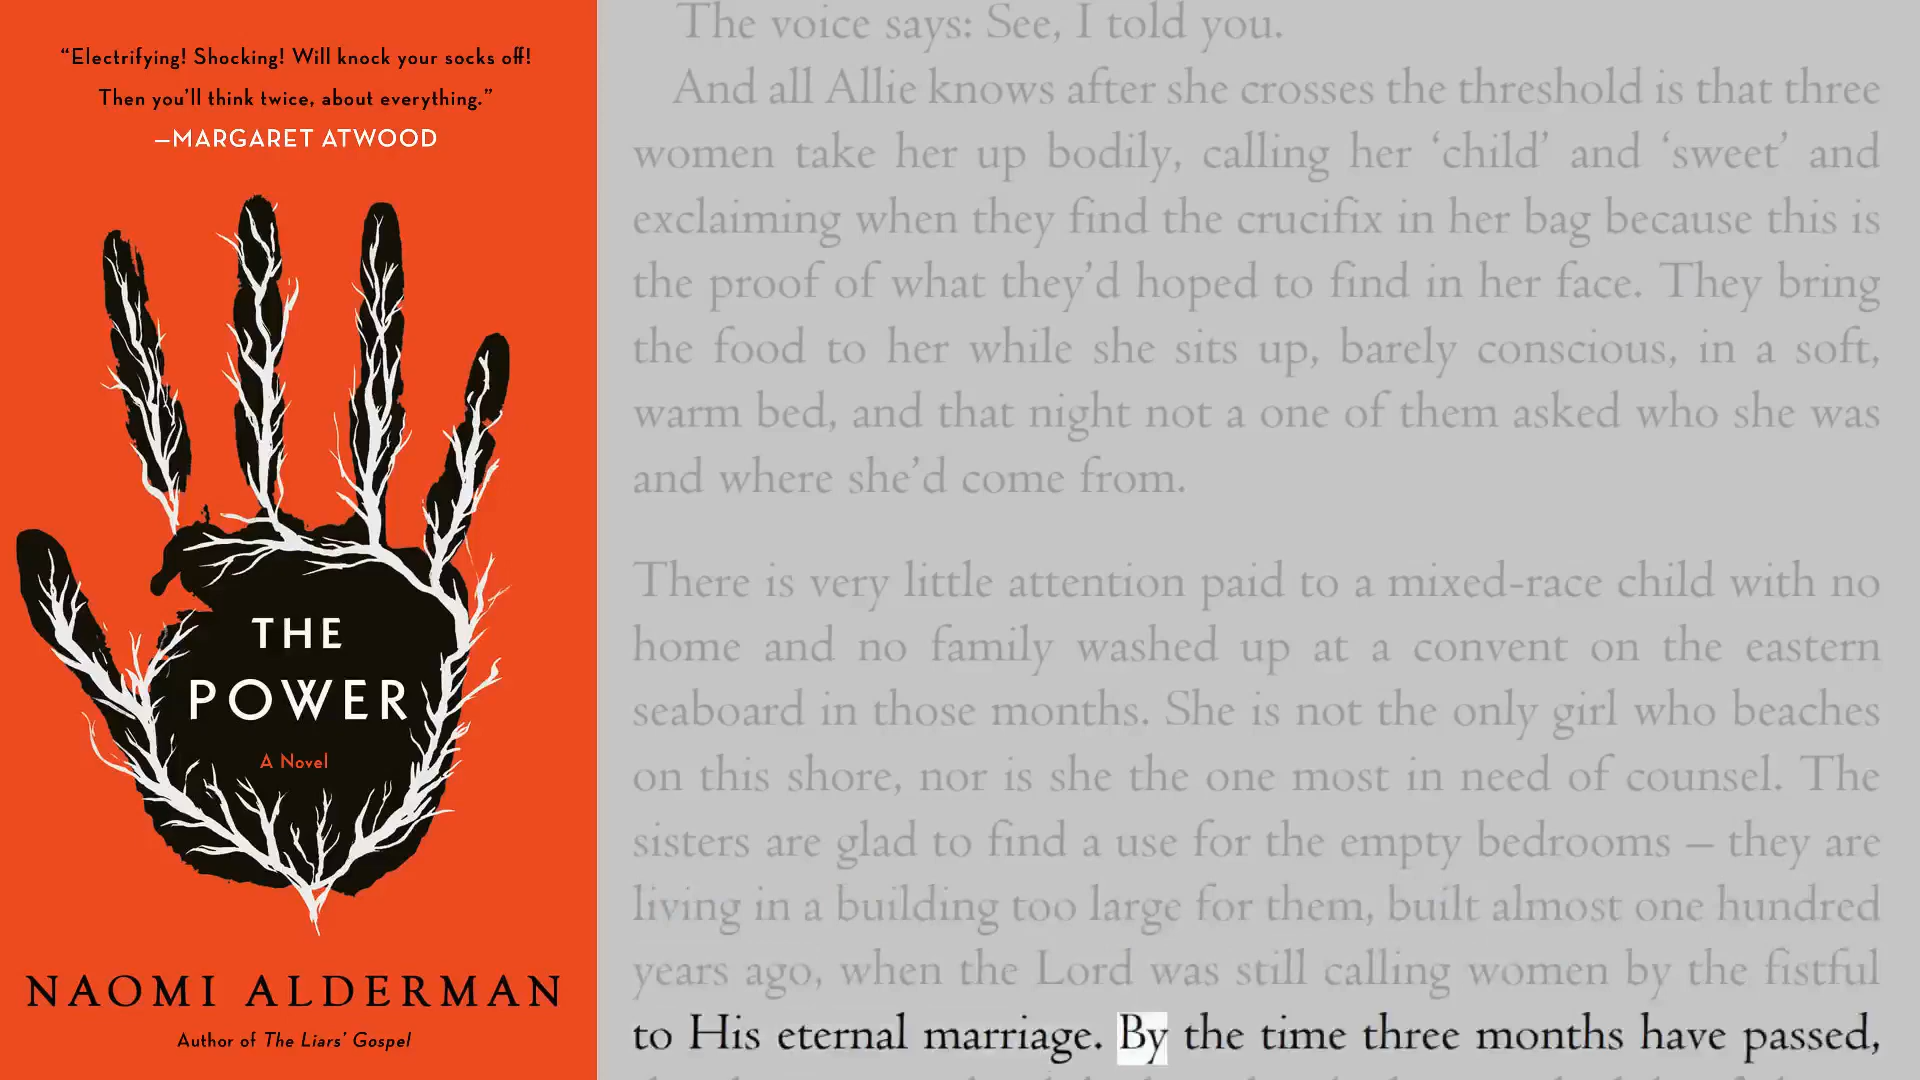 “Electrifying! Shocking! Will knock your socks off!
Then you’ll think twice, about everything.”
—MARGARET ATWOOD
THE
POWER
A Novel
NAOMI ALDERMAN
Author of The Liars’ Gospel
The voice says: See, I told you.
And all Allie knows after she crosses the threshold is that three
women take her up bodily, calling her ‘child’ and ‘sweet’ and
exclaiming when they find the crucifix in her bag because this is
the proof of what they’d hoped to find in her face. They bring
the food to her while she sits up, barely conscious, in a soft,
warm bed, and that night not a one of them asked who she was
and where she’d come from.
There is very little attention paid to a mixed-race child with no
home and no family washed up at a convent on the eastern
seaboard in those months. She is not the only girl who beaches
on this shore, nor is she the one most in need of counsel. The
sisters are glad to find a use for the empty bedrooms – they are
living in a building too large for them, built almost one hundred
years ago, when the Lord was still calling women by the fistful
to His eternal marriage. By the time three months have passed,